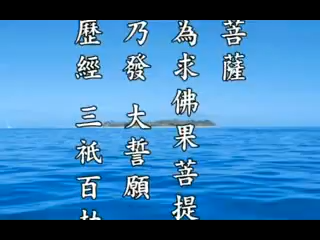 菩薩
為求佛果菩提
乃發 大誓願
歷經 三祇百